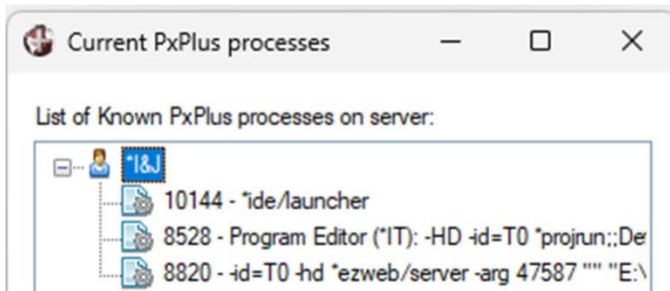 Current PxPlus processes
List of Known PxPlus processes on server:
*I&J
10144 - *ide/launcher
8528 - Program Editor (*IT): -HD -id=T0 *projrun;;De
8820 - -id=T0 -hd *ezweb/server -arg 47587 "" "E:\